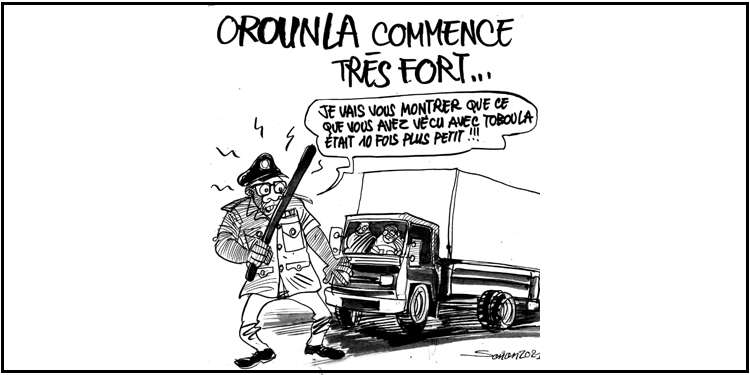 OROUNLA COMMENCE
TRÈS FORT...
JE VAIS VOUS MONTRER QUE CE
QUE VOUS AVEZ VÉCU AVEC TOBOULA
ÉTAIT 10 FOIS PLUS PETIT !!!